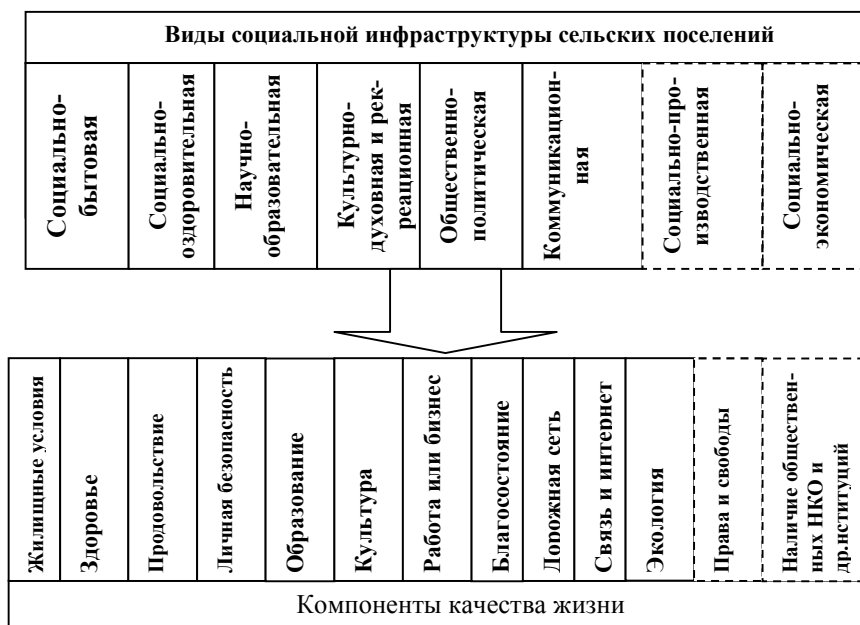 Виды социальной инфраструктуры сельских поселений
Социально-
бытовая
Социально-
оздоровительная
Научно-
образовательная
Культурно-
духовная и рек-
реационная
Общественно-
политическая
Коммуникацион-
ная
Социально-про-
изводственная
Социально-
экономическая
Жилищные условия
Здоровье
Продовольствие
Личная безопасность
Образование
Культура
Работа или бизнес
Благосостояние
Дорожная сеть
Связь и интернет
Экология
Права и свободы
Наличие обществен-
ных НКО и
др.нституций
Компоненты качества жизни